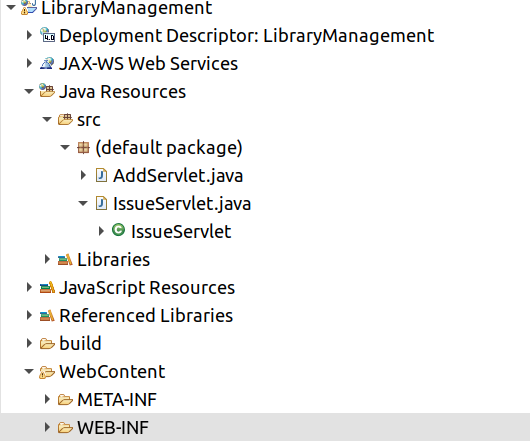 LibraryManagement
Deployment Descriptor: LibraryManagement
JAX-WS Web Services
Java Resources
src
(default package)
AddServlet.java
IssueServlet.java
IssueServlet
Libraries
JavaScript Resources
Referenced Libraries
build
WebContent
META-INF
WEB-INF